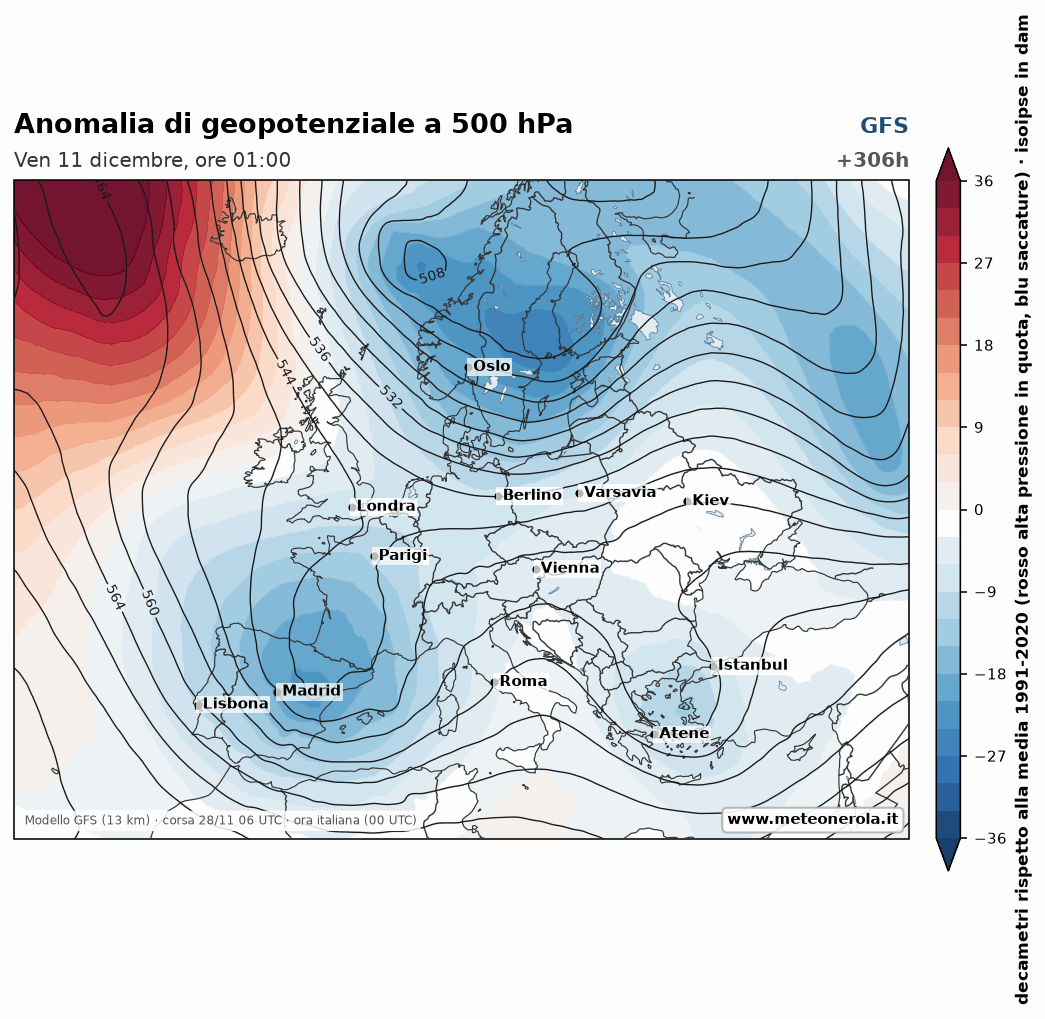 Anomalia di geopotenziale a 500 hPa
GFS
Ven 11 dicembre, ore 01:00
+306h
564
508
536
544
532
Oslo
Berlino
Varsavia
Kiev
Londra
Parigi
Vienna
564
560
Istanbul
Roma
Madrid
Lisbona
Atene
Modello GFS (13 km) · corsa 28/11 06 UTC · ora italiana (00 UTC)
www.meteonerola.it
36
27
18
9
0
−9
−18
−27
−36
decametri rispetto alla media 1991-2020 (rosso alta pressione in quota, blu saccature) · isoipse in dam